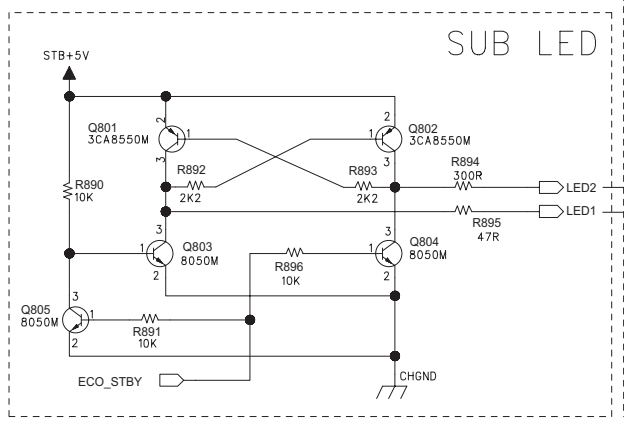 SUB LED
STB+5V
2
2
Q801
3CA8550M
1
1
Q802
3CA8550M
3
3
R892
2K2
R893
2K2
R894
300R
LED2
R890
10K
LED1
R895
47R
3
3
Q803
8050M
1
2
R896
10K
1
Q804
8050M
2
Q805
8050M
3
1
2
R891
10K
ECO_STBY
CHGND